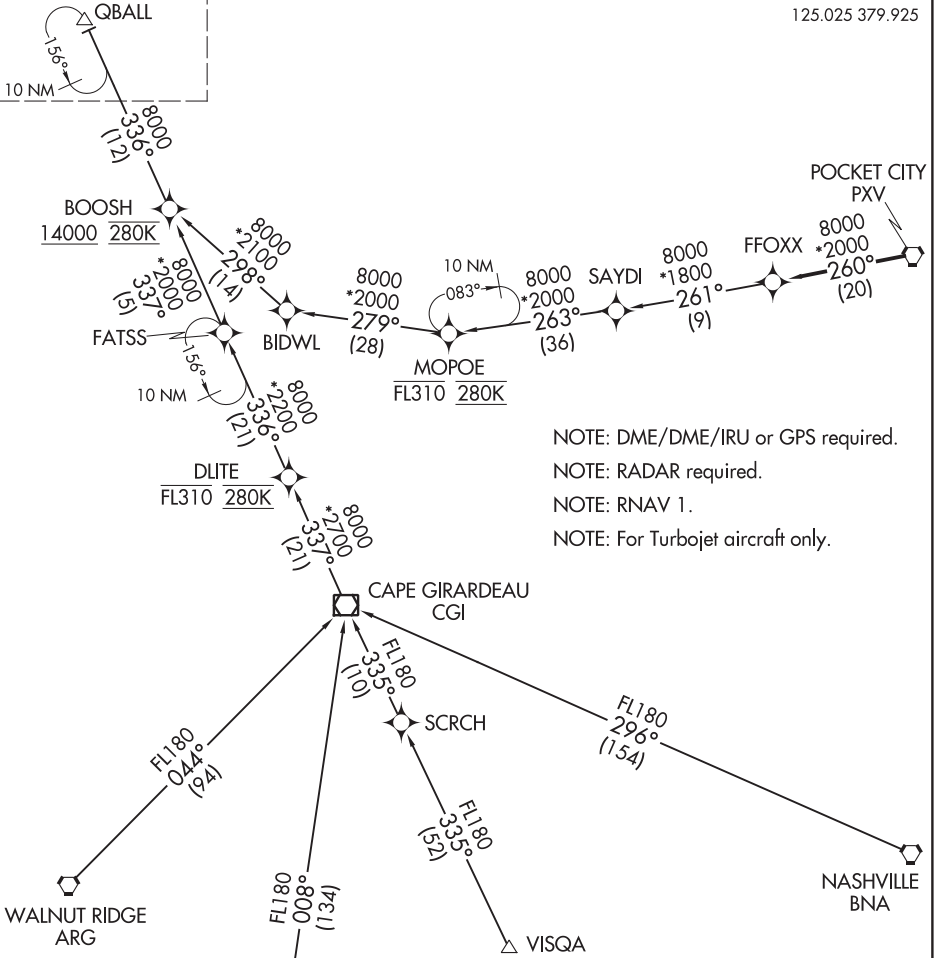 125.025 379.925
QBALL
156°
10 NM
8000
336°
(12)
BOOSH
14000 280K
8000
*2100
298°
(14)
8000
*2000
337°
(5)
FATSS
156°
10 NM
BIDWL
8000
*2000
279°
(28)
10 NM
083°
MOPOE
FL310 280K
8000
*2000
263°
(36)
SAYDI
8000
*1800
261°
(9)
FFOXX
8000
*2000
260°
(20)
POCKET CITY
PXV
8000
*2200
336°
(21)
DLITE
FL310 280K
8000
*2700
337°
(21)
NOTE: DME/DME/IRU or GPS required.
NOTE: RADAR required.
NOTE: RNAV 1.
NOTE: For Turbojet aircraft only.
CAPE GIRARDEAU
CGI
FL180
335°
(10)
SCRCH
FL180
296°
(154)
FL180
044°
(94)
FL180
335°
(52)
FL180
008°
(134)
WALNUT RIDGE
ARG
VISQA
NASHVILLE
BNA